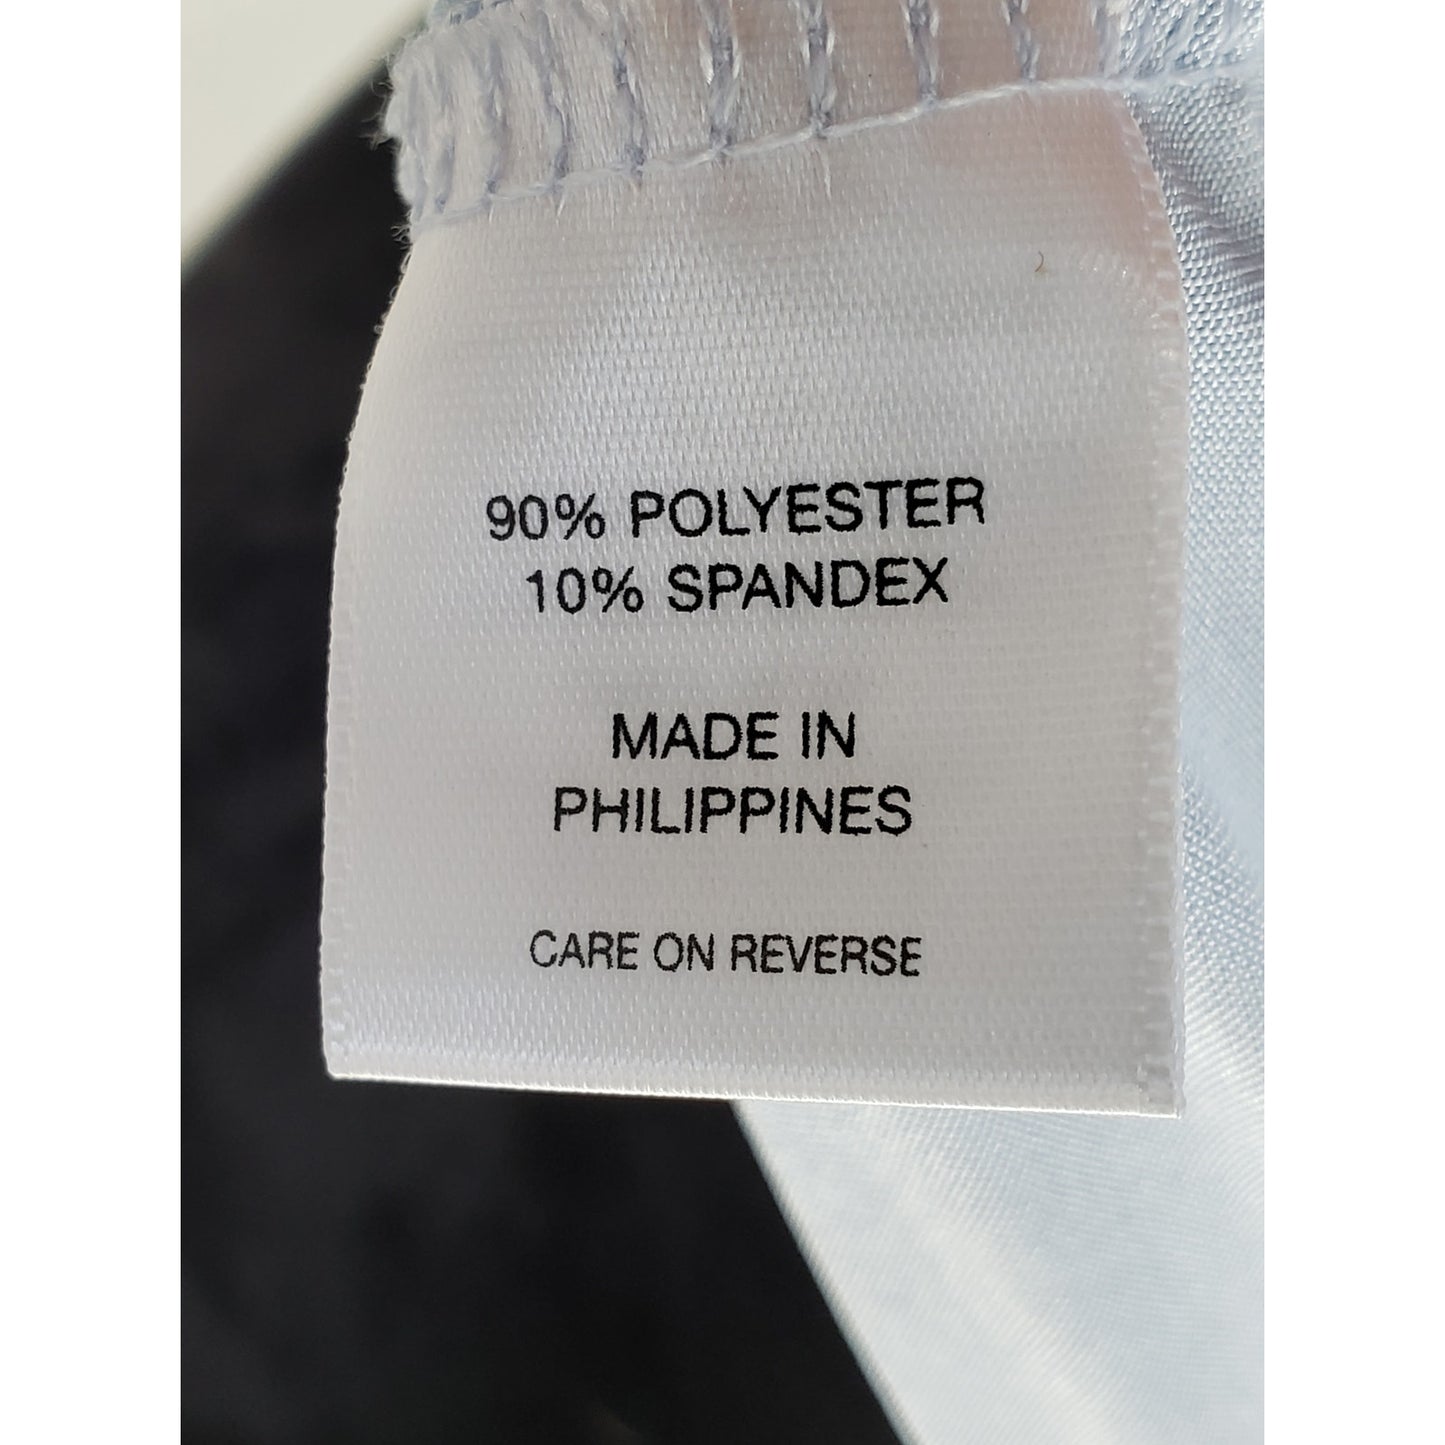 90% POLYESTER
10% SPANDEX
MADE IN
PHILIPPINES
CARE ON REVERSE